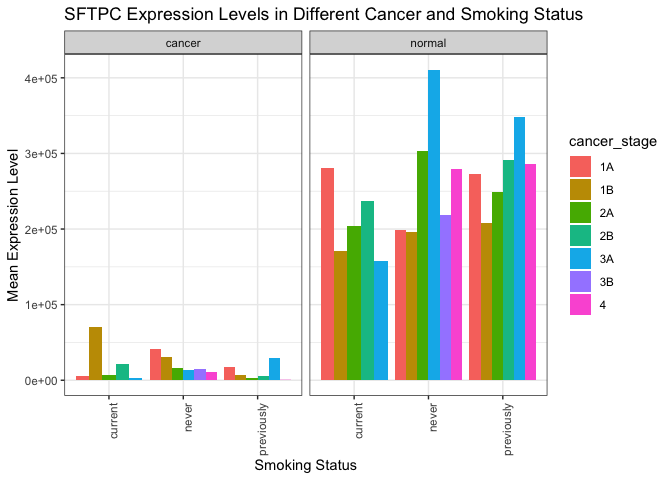 SFTPC Expression Levels in Different Cancer and Smoking Status
cancer
normal
Mean Expression Level
4e+05
3e+05
2e+05
1e+05
0e+00
current
never
previously
current
never
previously
Smoking Status
cancer_stage
1A
1B
2A
2B
3A
3B
4